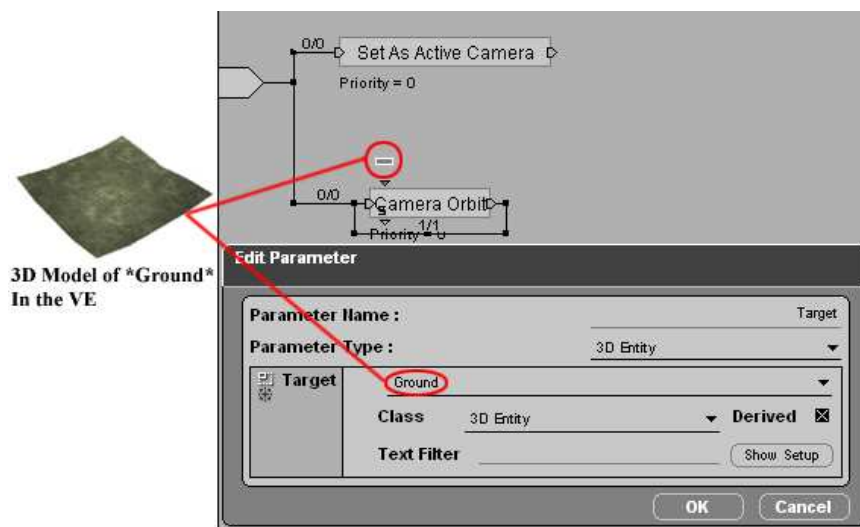 0/0
Set As Active Camera
Priority = 0
0/0
Camera Orbit
S
1/1
Priority = 0
3D Model of *Ground*
In the VE
Edit Parameter
Parameter Name :
Target
Parameter Type :
3D Entity
Target
Ground
Class
3D Entity
Derived
Text Filter
Show Setup
OK
Cancel